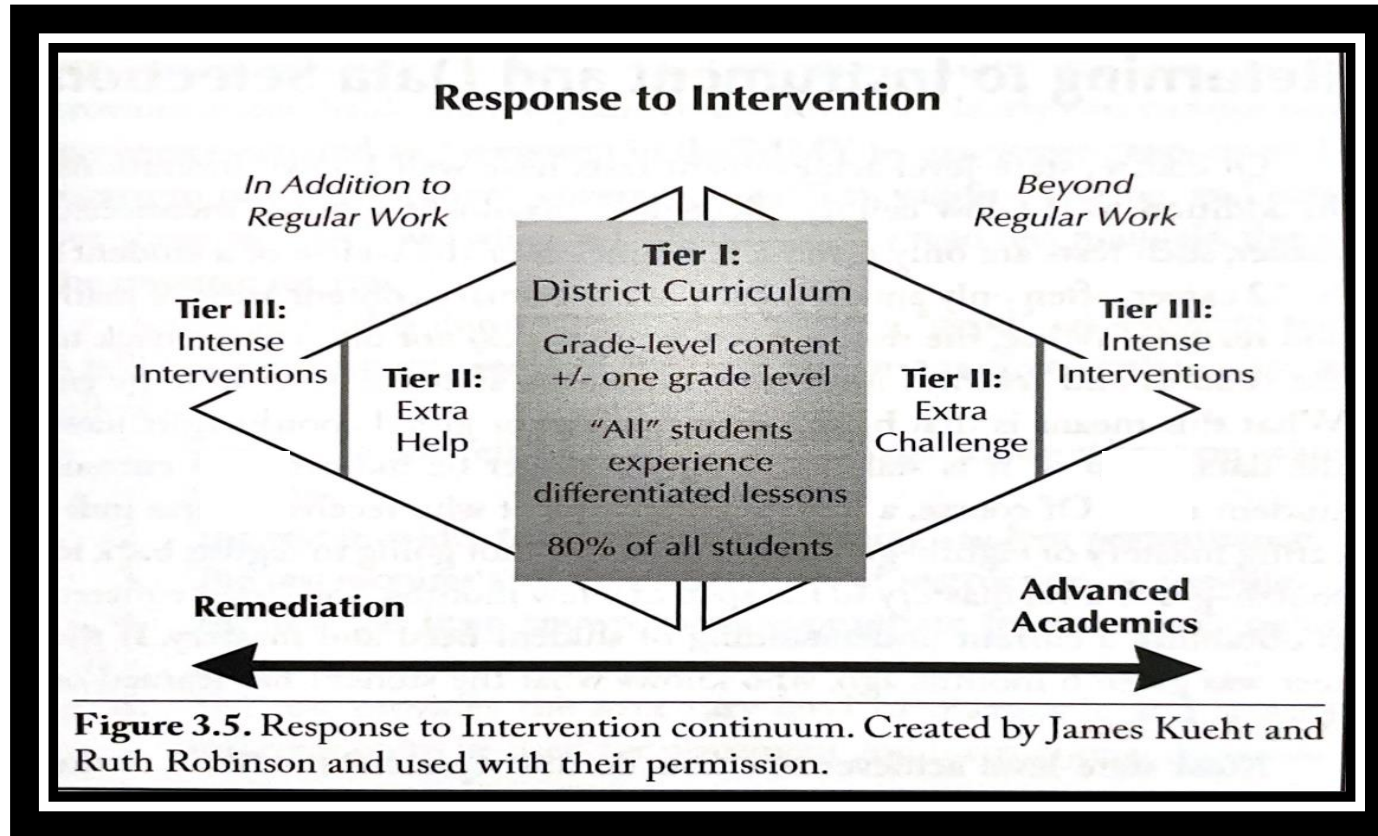 Response to Intervention
In Addition to
Regular Work
Beyond
Regular Work
Tier III:
Intense
Interventions
Tier II:
Extra
Help
Tier I:
District Curriculum
Grade-level content
+/- one grade level
"All" students
experience
differentiated lessons
80% of all students
Tier II:
Extra
Challenge
Tier III:
Intense
Interventions
Remediation
Advanced
Academics
Figure 3.5. Response to Intervention continuum. Created by James Kueht and
Ruth Robinson and used with their permission.